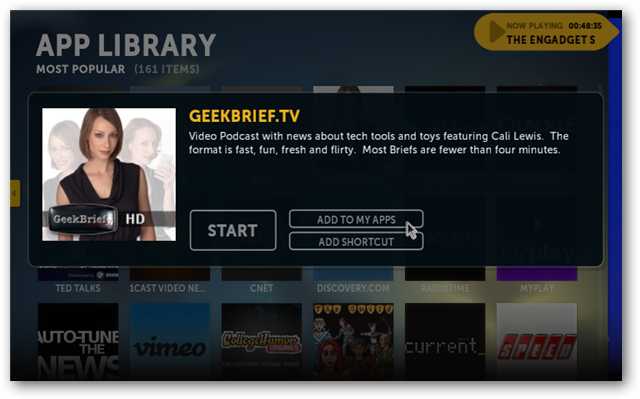 NOW PLAYING 00:48:35
THE ENGADGET S
APP LIBRARY
MOST POPULAR (161 ITEMS)
GEEKBRIEF.TV
Video Podcast with news about tech tools and toys featuring Cali Lewis. The
format is fast, fun, fresh and flirty. Most Briefs are fewer than four minutes.
GeekBrief HD
START
ADD TO MY APPS
ADD SHORTCUT
TED TALKS
1CAST VIDEO NE...
CNET
DISCOVERY.COM
RADIOTIME
MYPLAY
AUTO-TUNE
THE
NEWS
vimeo
CollegeHumor
the guild
current_
SPEED